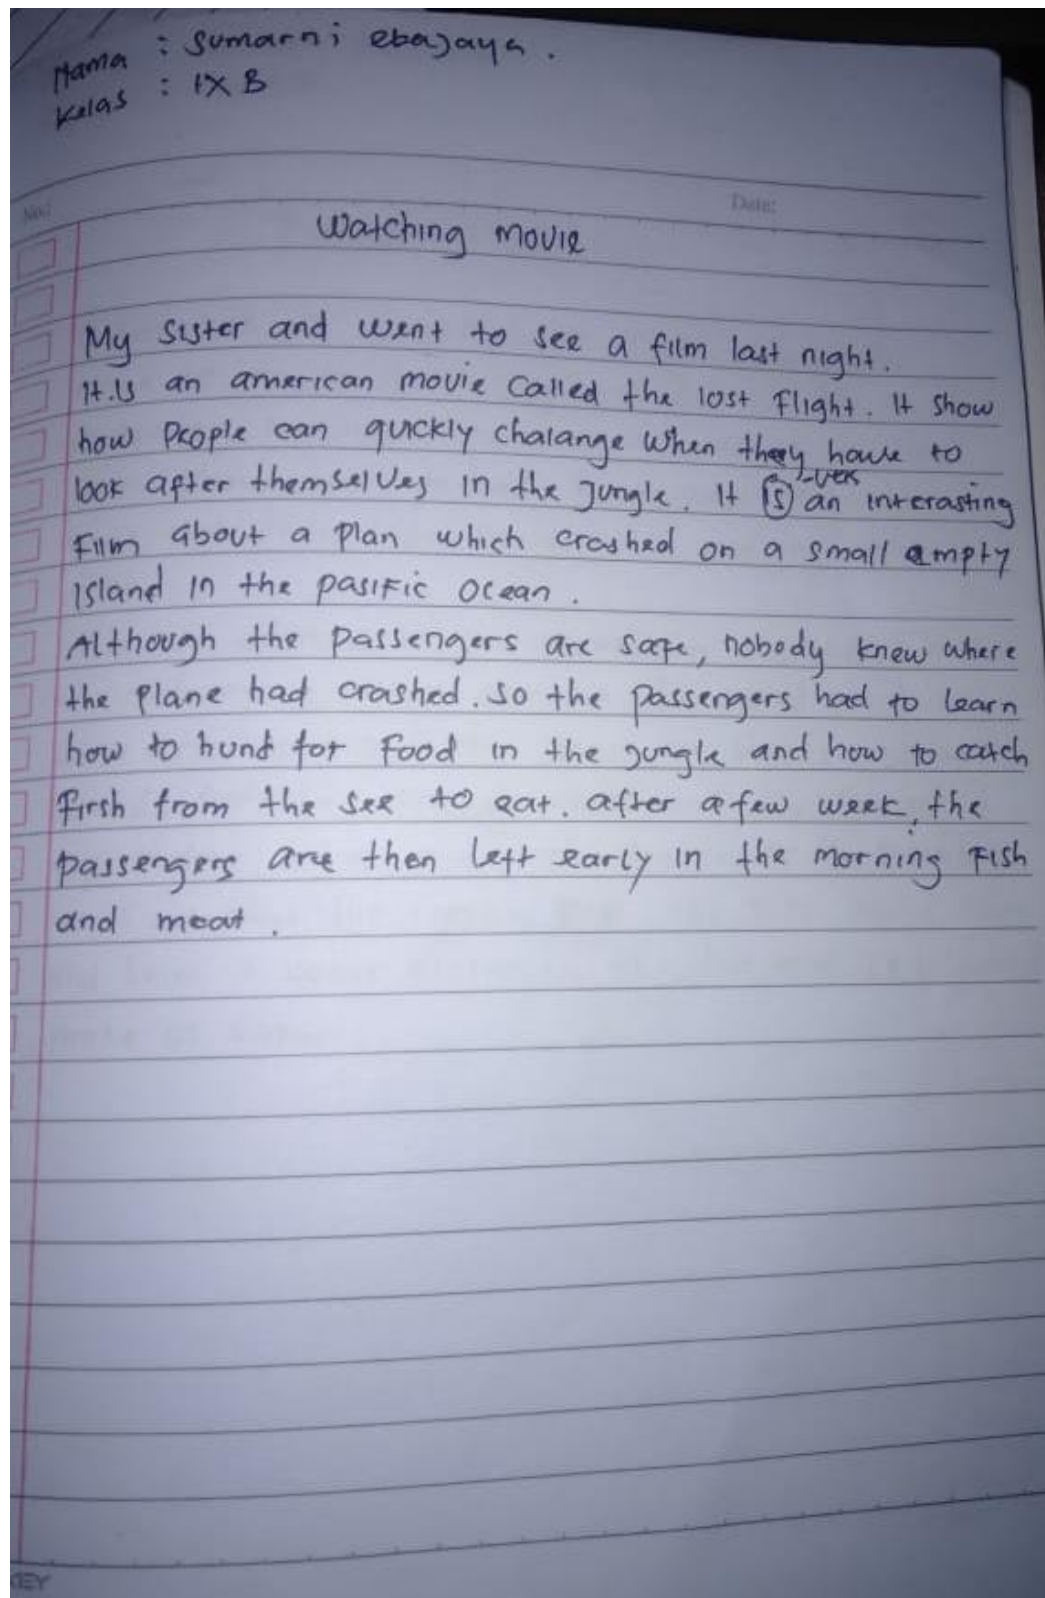 Nama : Sumarni ebajaya.
Kelas : IX B
No:
Date:
Watching movie
My sister and went to see a film last night.
It.is an american movie called the lost flight. It show
how people can quickly chalange when they have to
look after themselves in the jungle. It is an interasting
Film about a plan which crashed on a small ampty
island in the pasific ocean.
Although the passengers are safe, nobody knew where
the plane had crashed. so the passengers had to learn
how to hund for food in the jungle and how to catch
firsh from the see to eat. after a few week, the
passengers are then left early in the morning Fish
and meat.
KEY